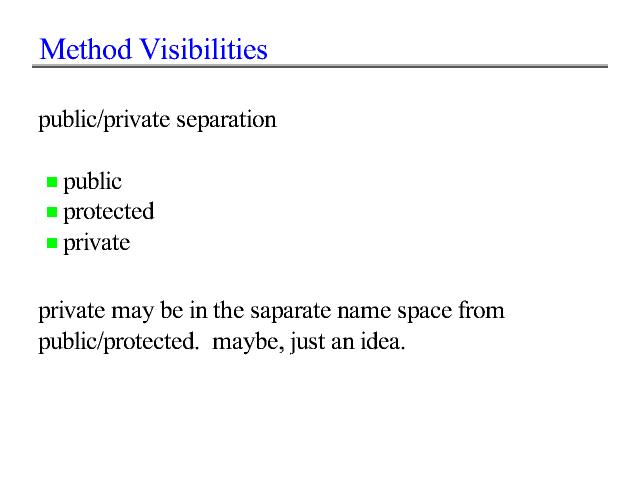 Method Visibilities
public/private separation
public
protected
private
private may be in the saparate name space from
public/protected.  maybe, just an idea.